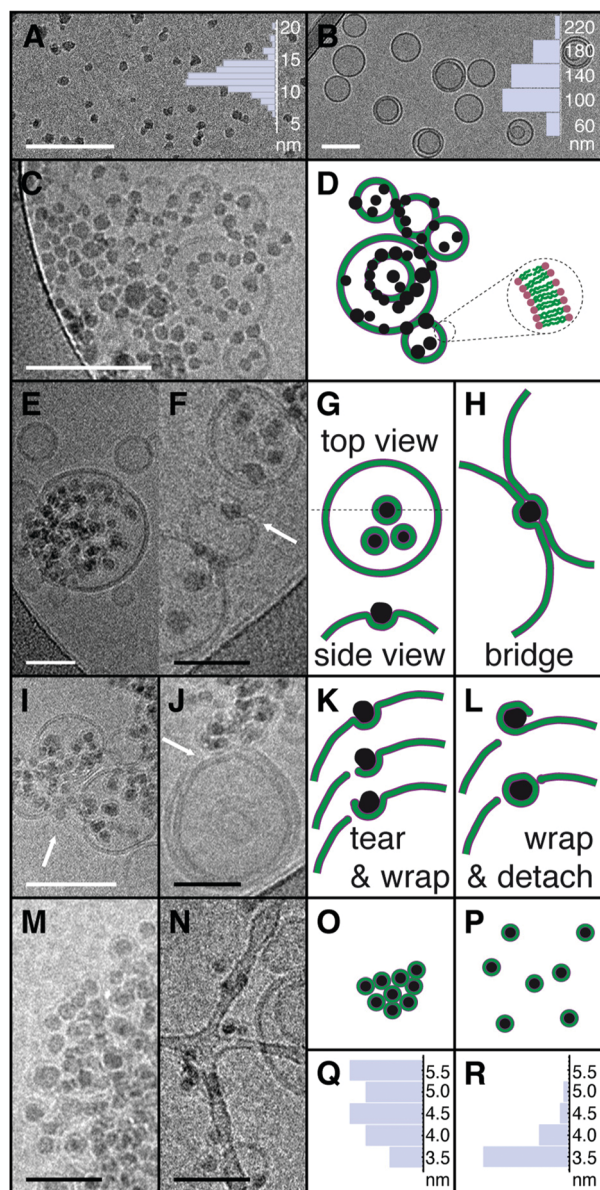 A
20
15
10
5
nm
B
220
180
140
100
60
nm
C
D
E
F
G
top view
side view
H
bridge
I
J
K
tear
& wrap
L
wrap
& detach
M
N
O
P
Q
5.5
5.0
4.5
4.0
3.5
nm
R
5.5
5.0
4.5
4.0
3.5
nm